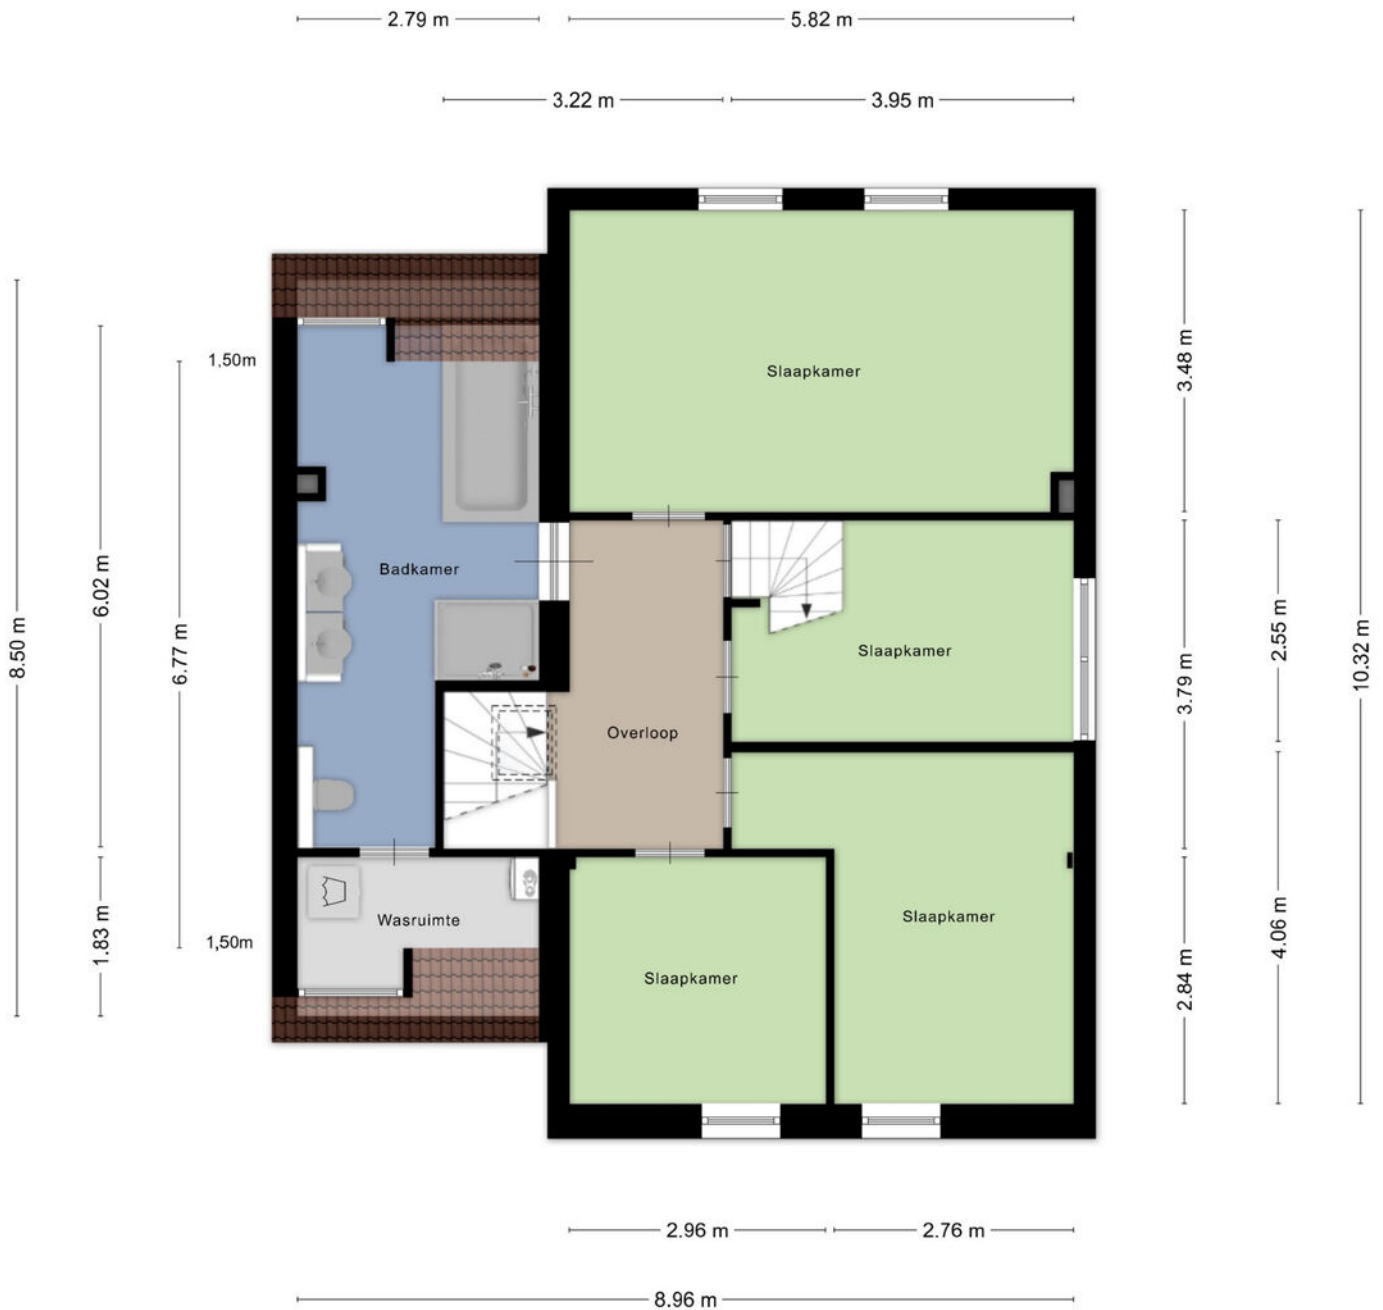 2.79 m
5.82 m
3.22 m
3.95 m
1,50m
Slaapkamer
3.48 m
Badkamer
6.02 m
8.50 m
6.77 m
Slaapkamer
2.55 m
10.32 m
3.79 m
Overloop
1.83 m
1,50m
Wasruimte
Slaapkamer
4.06 m
Slaapkamer
2.84 m
2.96 m
2.76 m
8.96 m